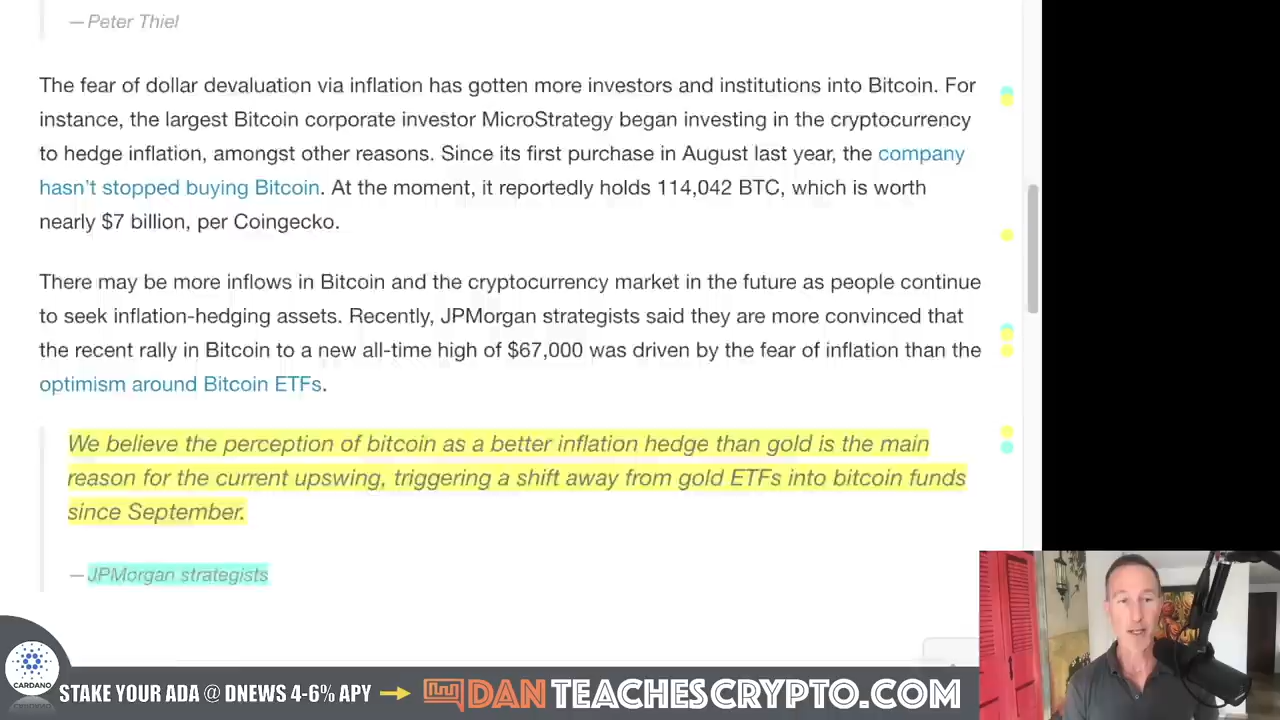 — Peter Thiel
The fear of dollar devaluation via inflation has gotten more investors and institutions into Bitcoin. For
instance, the largest Bitcoin corporate investor MicroStrategy began investing in the cryptocurrency
to hedge inflation, amongst other reasons. Since its first purchase in August last year, the company
hasn't stopped buying Bitcoin. At the moment, it reportedly holds 114,042 BTC, which is worth
nearly $7 billion, per Coingecko.
There may be more inflows in Bitcoin and the cryptocurrency market in the future as people continue
to seek inflation-hedging assets. Recently, JPMorgan strategists said they are more convinced that
the recent rally in Bitcoin to a new all-time high of $67,000 was driven by the fear of inflation than the
optimism around Bitcoin ETFs.
We believe the perception of bitcoin as a better inflation hedge than gold is the main
reason for the current upswing, triggering a shift away from gold ETFs into bitcoin funds
since September.
— JPMorgan strategists
CARDANO
STAKE YOUR ADA @ DNEWS 4-6% APY
DANTEACHESCRYPTO.COM